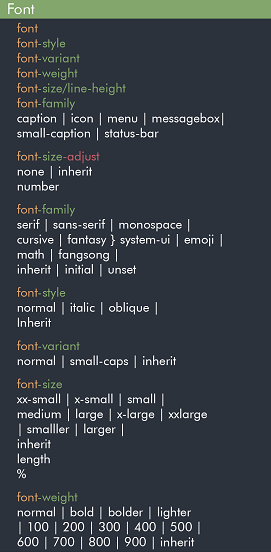 Font
font
font-style
font-variant
font-weight
font-size/line-height
font-family
caption | icon | menu | messagebox|
small-caption | status-bar
font-size-adjust
none | inherit
number
font-family
serif | sans-serif | monospace |
cursive | fantasy } system-ui | emoji |
math | fangsong |
inherit | initial | unset
font-style
normal | italic | oblique |
Inherit
font-variant
normal | small-caps | inherit
font-size
xx-small | x-small | small |
medium | large | x-large | xxlarge
| smalller | larger |
inherit
length
%
font-weight
normal | bold | bolder | lighter
| 100 | 200 | 300 | 400 | 500 |
600 | 700 | 800 | 900 | inherit